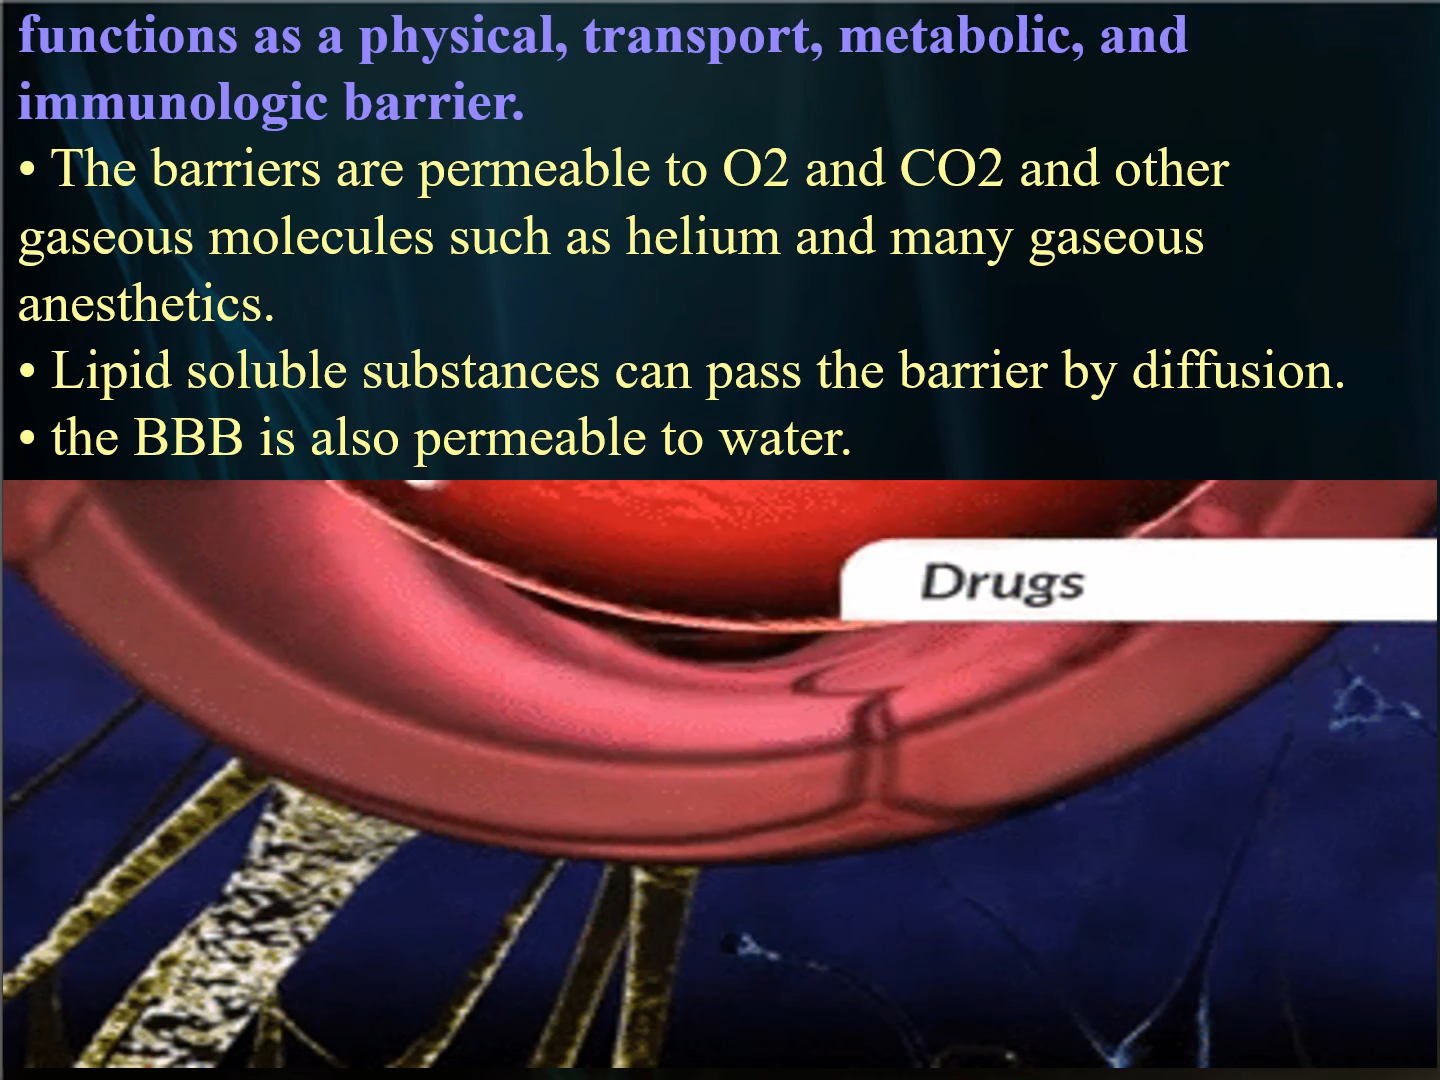 functions as a physical, transport, metabolic, and
immunologic barrier.
• The barriers are permeable to O2 and CO2 and other
gaseous molecules such as helium and many gaseous
anesthetics.
• Lipid soluble substances can pass the barrier by diffusion.
• the BBB is also permeable to water.
Drugs